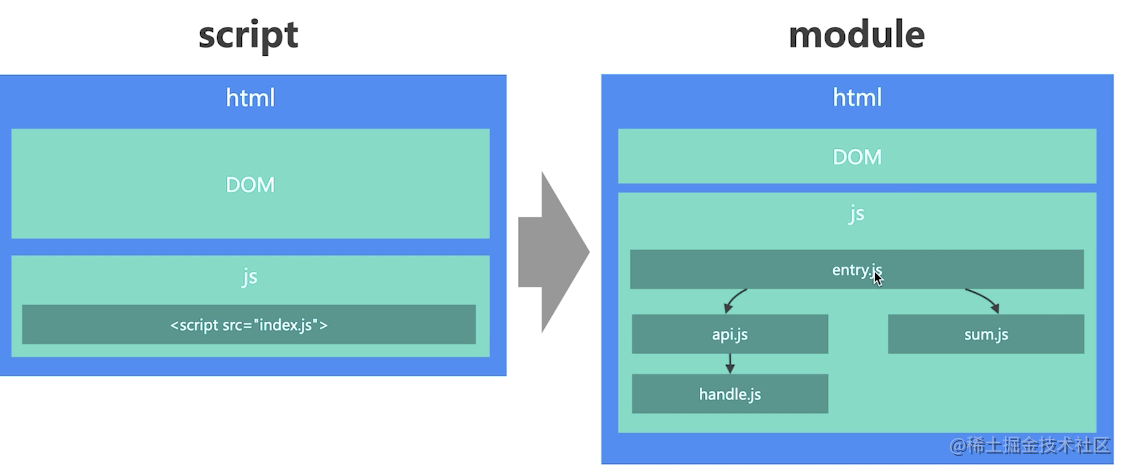 script
html
DOM
js
<script src="index.js">
module
html
DOM
js
entry.js
api.js
sum.js
handle.js
@稀土掘金技术社区